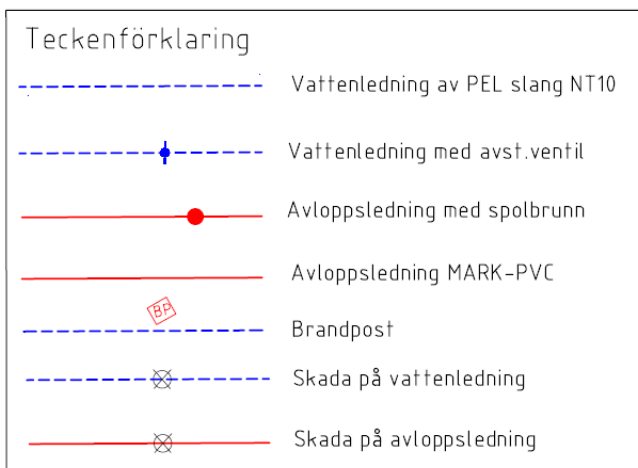 Teckenförklaring
Vattenledning av PEL slang NT10
Vattenledning med avst.ventil
Avloppsledning med spolbrunn
Avloppsledning MARK-PVC
BP
Brandpost
Skada på vattenledning
Skada på avloppsledning